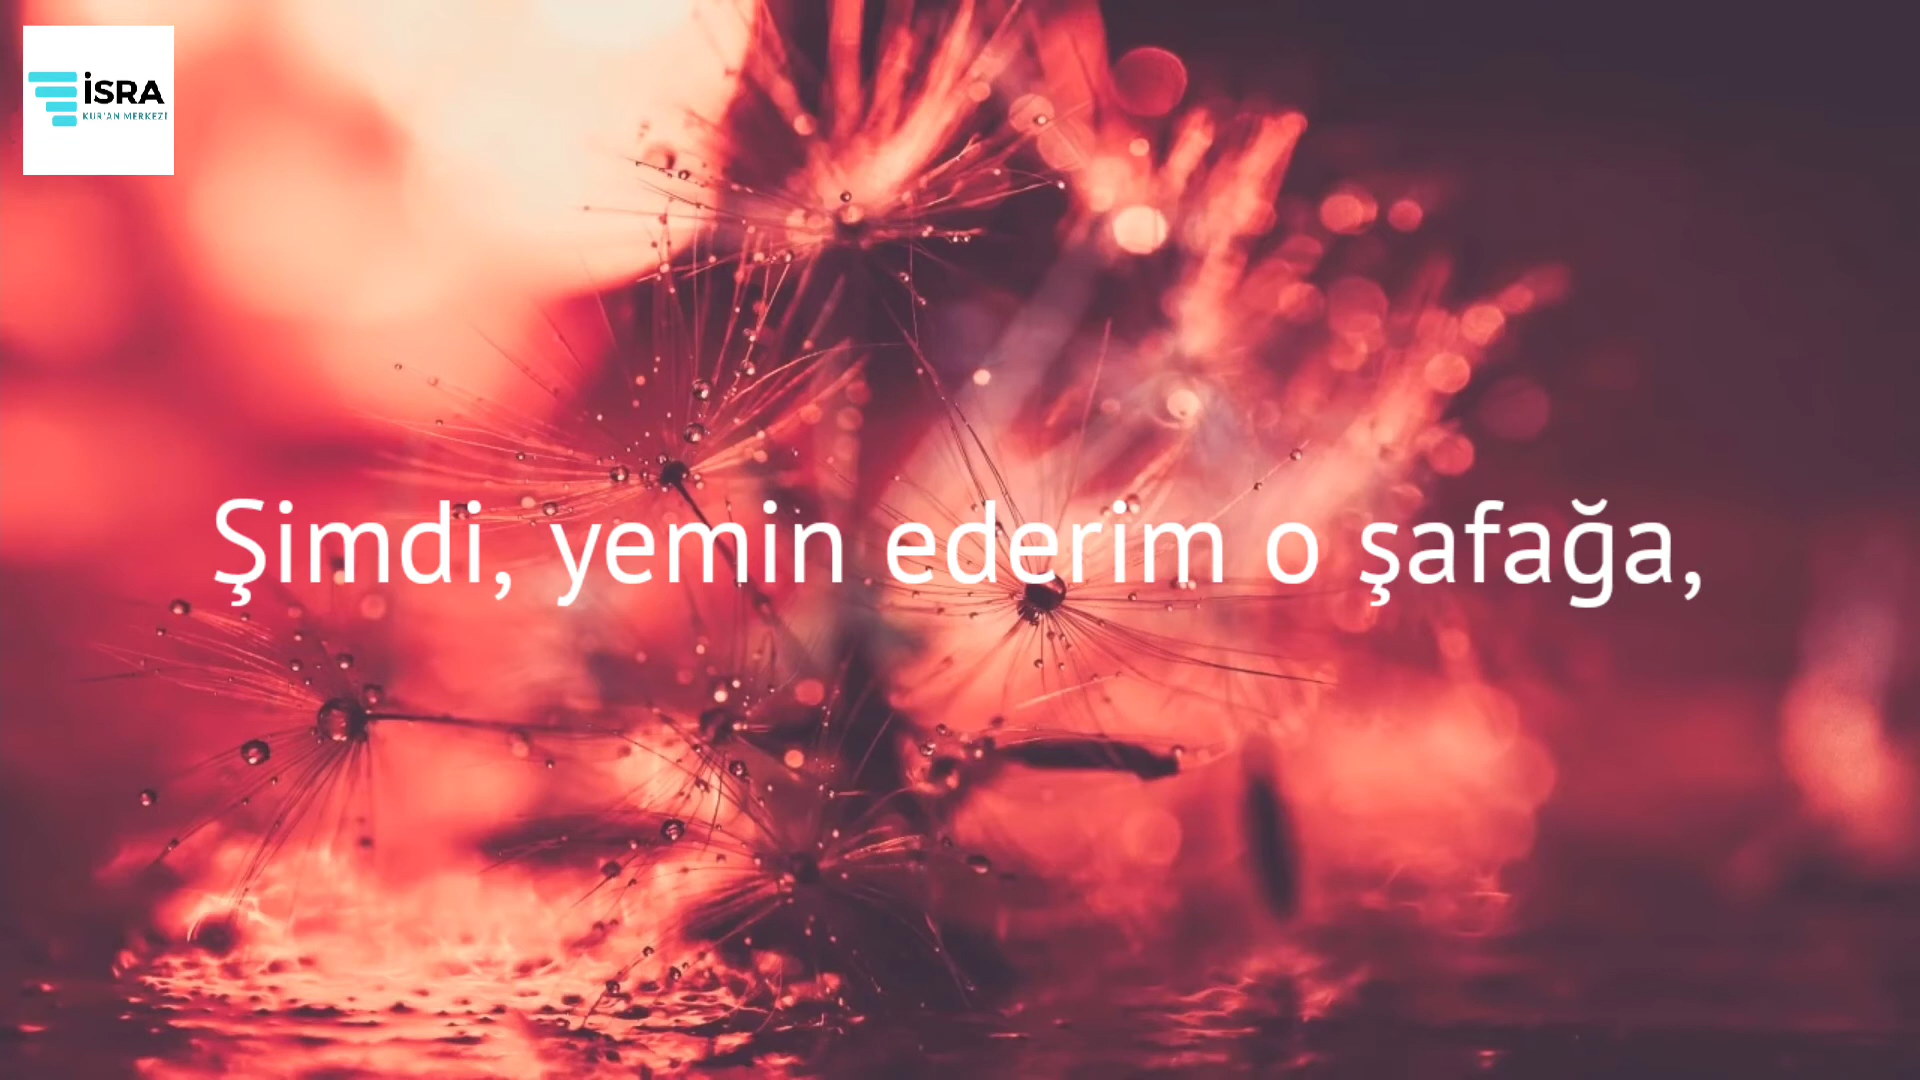 İSRA
KUR'AN MERKEZİ
Şimdi, yemin ederim o şafağa,